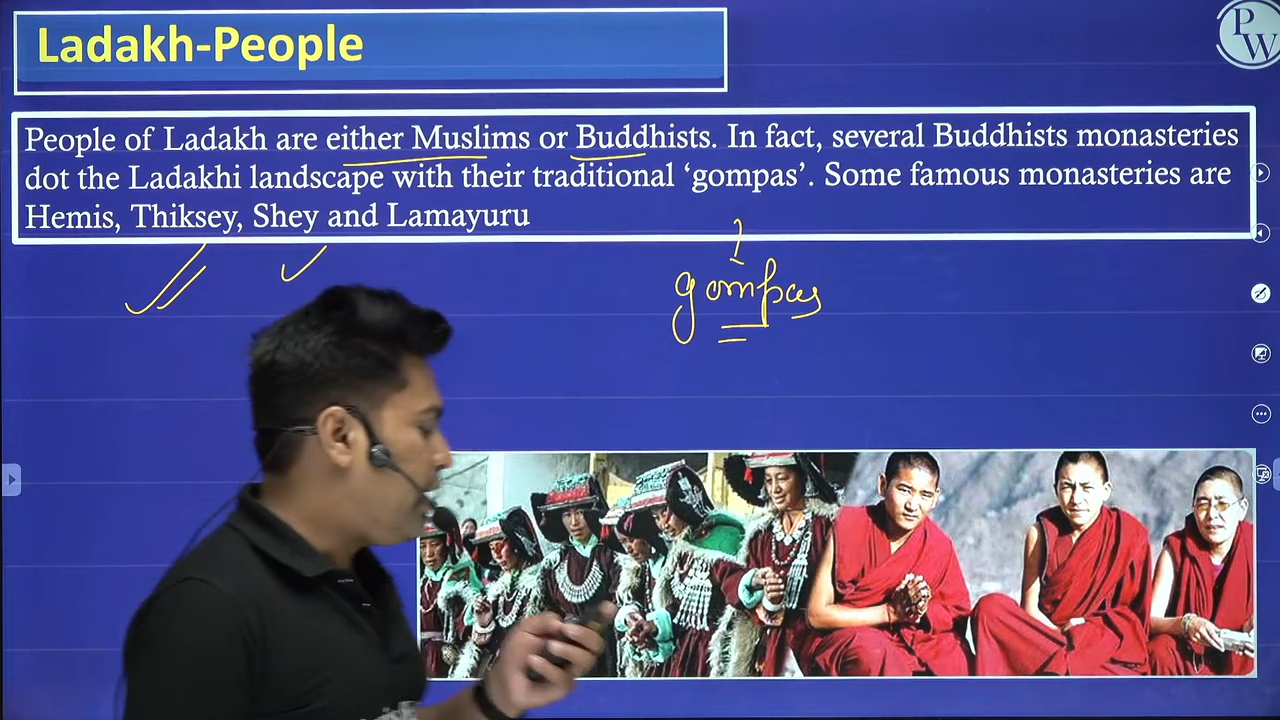 Ladakh-People
PW
People of Ladakh are either Muslims or Buddhists. In fact, several Buddhists monasteries
dot the Ladakhi landscape with their traditional ‘gompas’. Some famous monasteries are
Hemis, Thiksey, Shey and Lamayuru
gompas